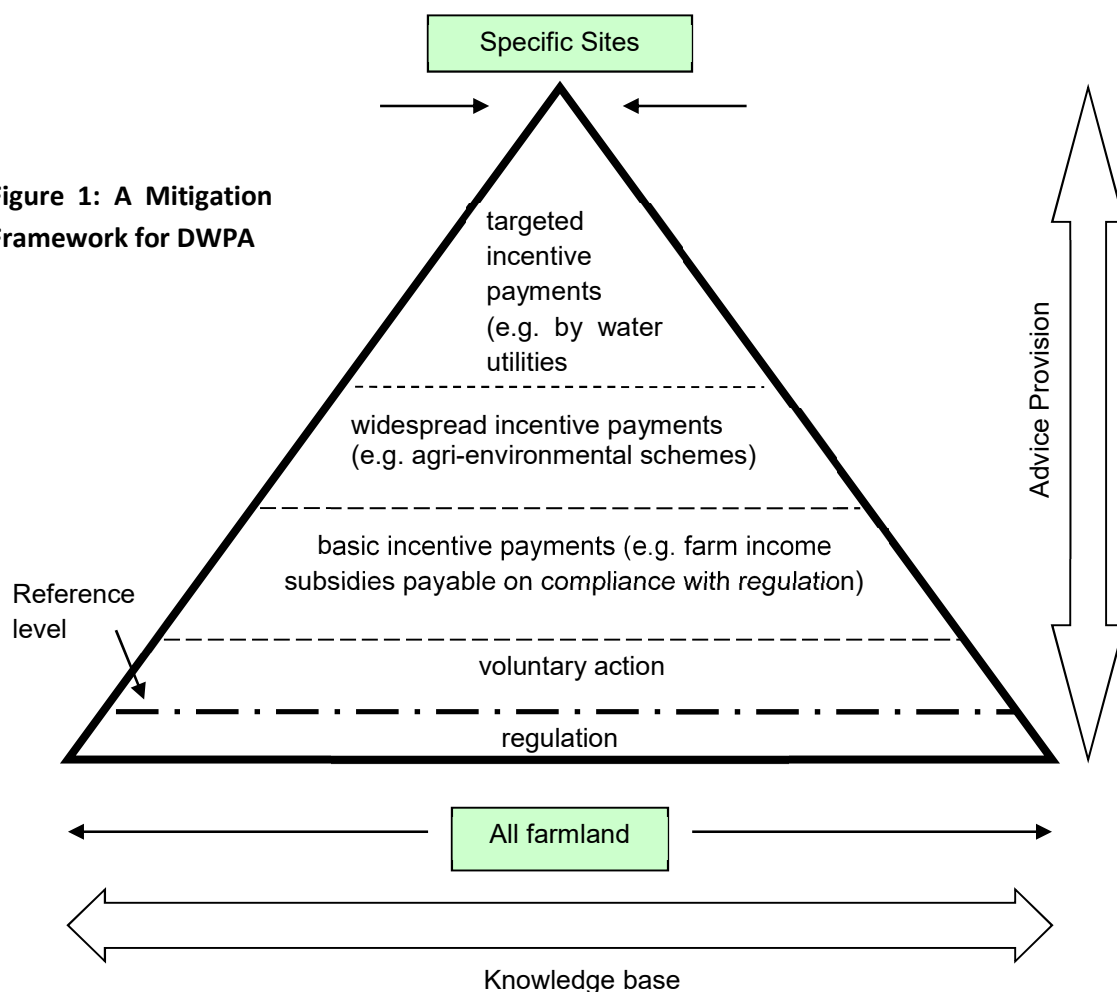 Specific Sites
igure 1: A Mitigation
ramework for DWPA
targeted
incentive
payments
(e.g. by water
utilities
widespread incentive payments
(e.g. agri-environmental schemes)
basic incentive payments (e.g. farm income
subsidies payable on compliance with regulation)
Reference
level
voluntary action
regulation
All farmland
Knowledge base
Advice Provision